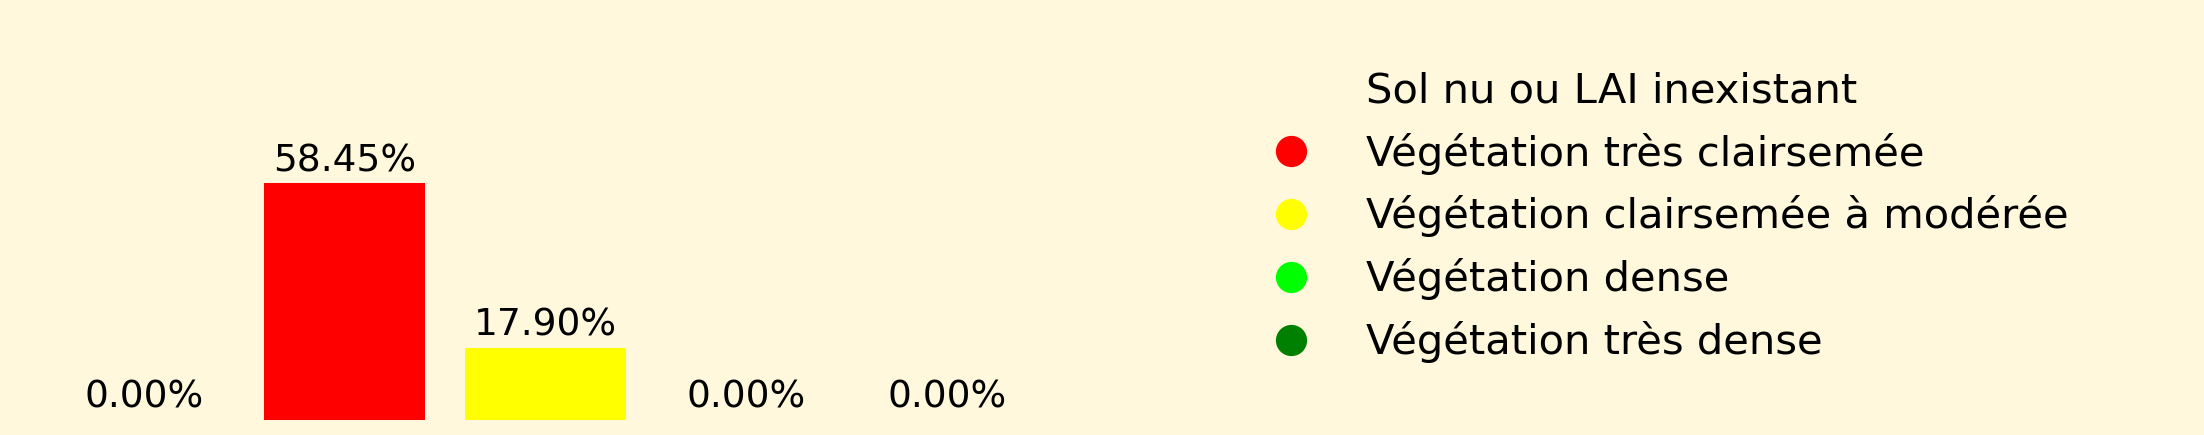 58.45%
17.90%
0.00%
0.00%
0.00%
Sol nu ou LAI inexistant
Végétation très clairsemée
Végétation clairsemée à modérée
Végétation dense
Végétation très dense